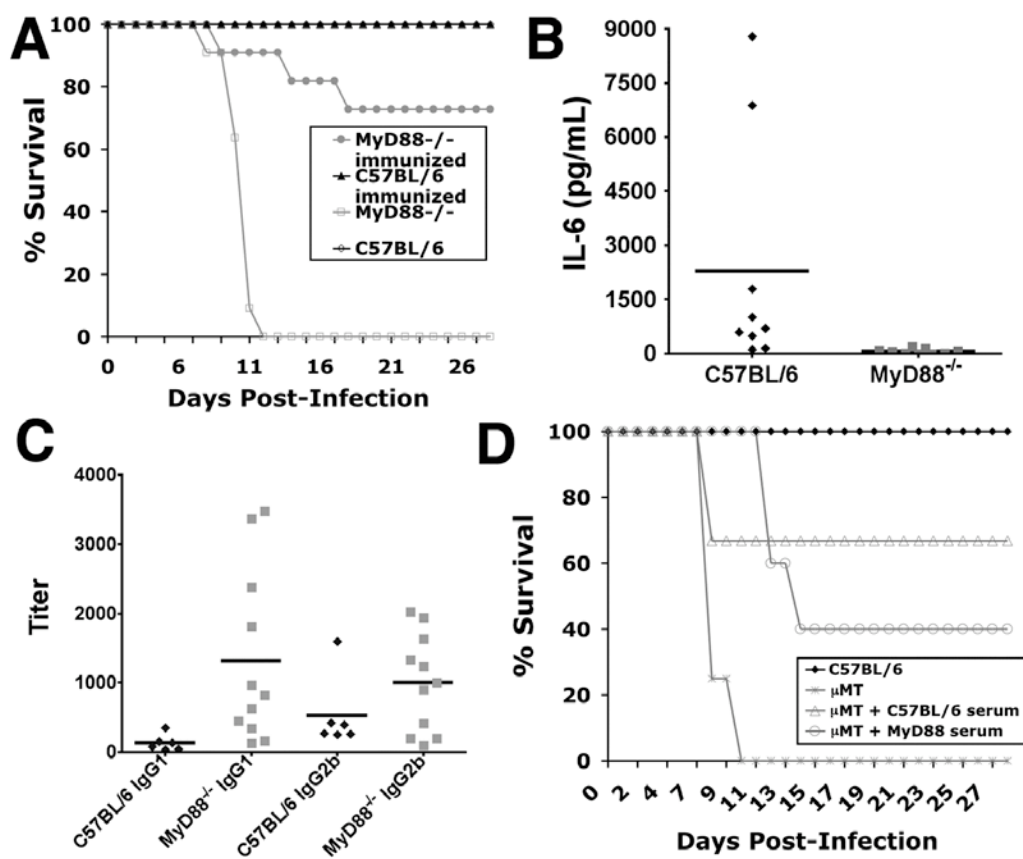 A
% Survival
100
80
60
40
20
0
MyD88-/-
immunized
C57BL/6
immunized
MyD88-/-
C57BL/6
0 6 11 16 21 26
Days Post-Infection
B
IL-6 (pg/mL)
9000
7500
6000
4500
3000
1500
0
C57BL/6 MyD88-/-
C
Titer
4000
3000
2000
1000
0
C57BL/6 IgG1
MyD88-/- IgG1
C57BL/6 IgG2b
MyD88-/- IgG2b
D
% Survival
100
80
60
40
20
0
C57BL/6
µMT
µMT + C57BL/6 serum
µMT + MyD88 serum
0 2 4 5 7 9 11 13 15 17 19 21 23 25 27
Days Post-Infection